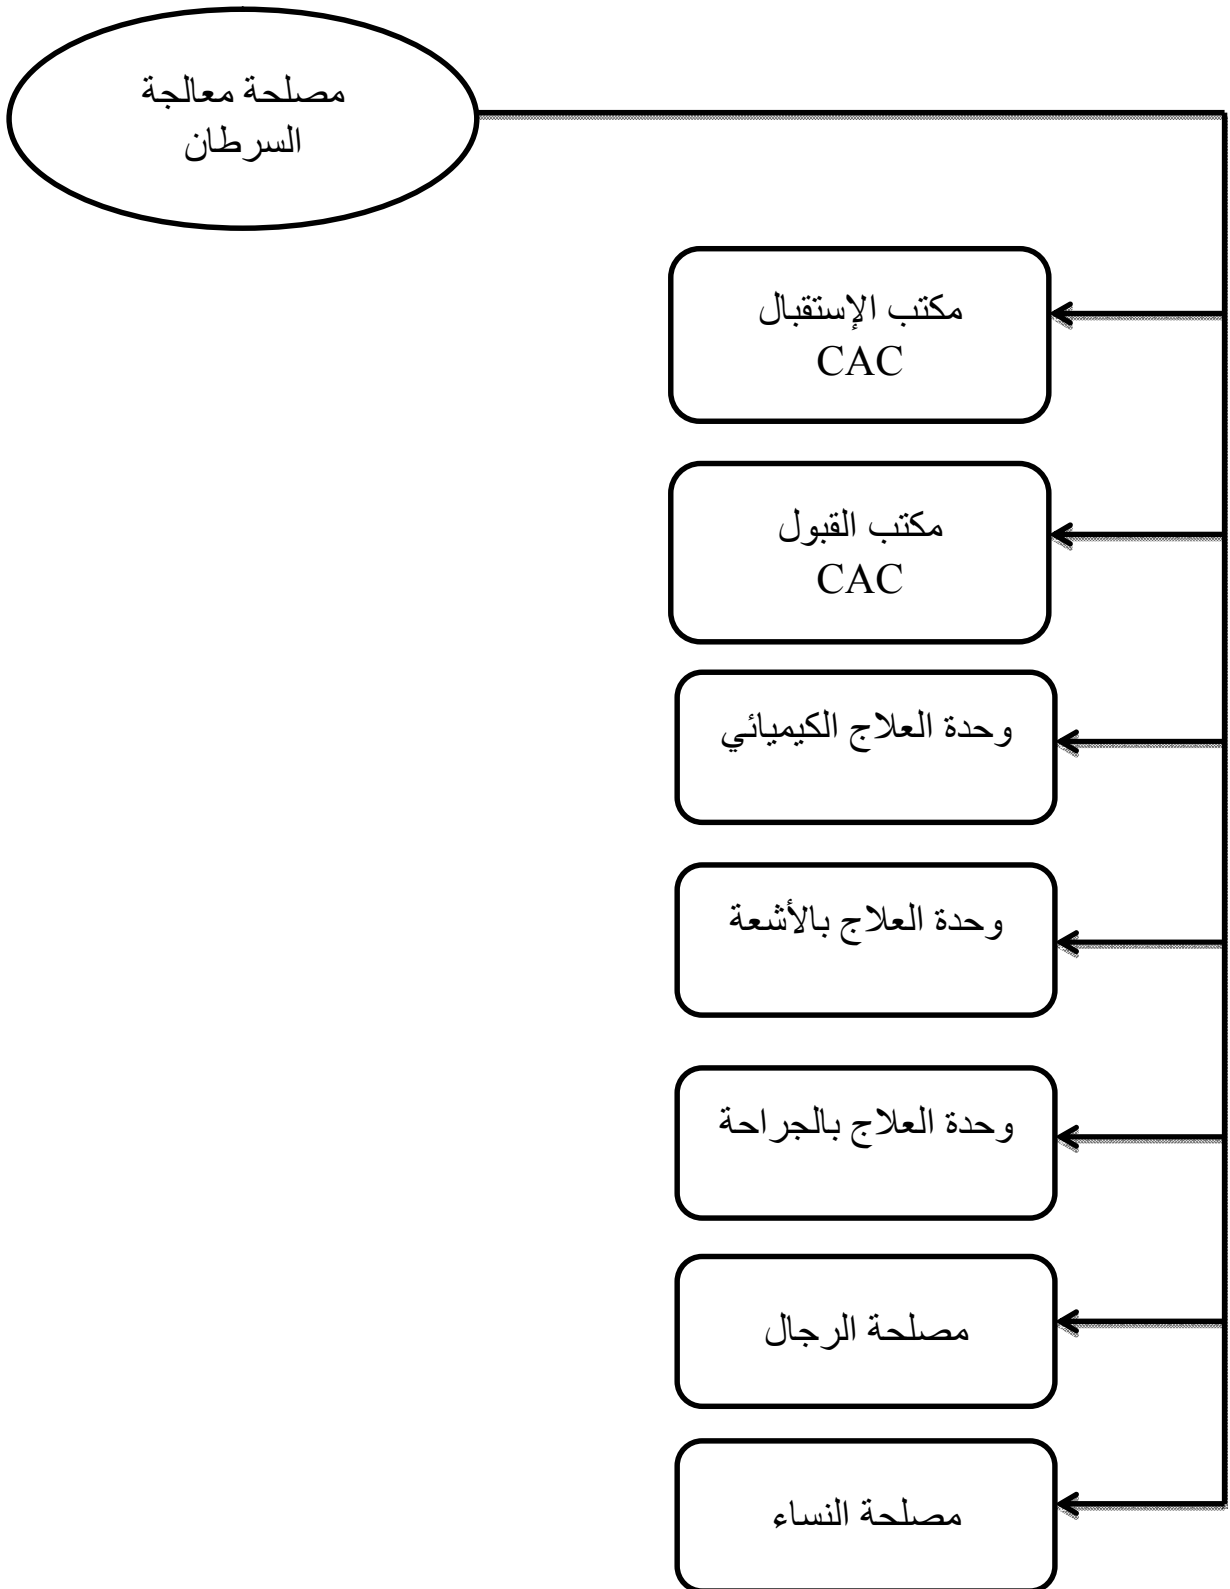 مصلحة معالجة
السرطان
مكتب الإستقبال
CAC
مكتب القبول
CAC
وحدة العلاج الكيميائي
وحدة العلاج بالأشعة
وحدة العلاج بالجراحة
مصلحة الرجال
مصلحة النساء